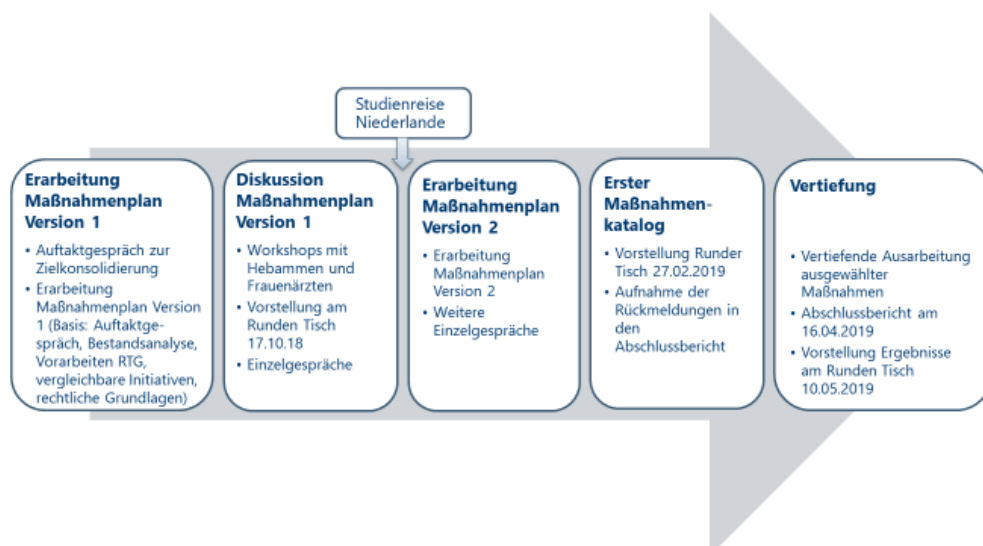 Studienreise
Niederlande
Erarbeitung
Maßnahmenplan
Version 1
• Auftaktgespräch zur
Zielkonsolidierung
• Erarbeitung
Maßnahmenplan Version
1 (Basis: Auftaktge-
spräch, Bestandsanalyse,
Vorarbeiten RTG,
vergleichbare Initiativen,
rechtliche Grundlagen)
Diskussion
Maßnahmenplan
Version 1
• Workshops mit
Hebammen und
Frauenärzten
• Vorstellung am
Runden Tisch
17.10.18
• Einzelgespräche
Erarbeitung
Maßnahmenplan
Version 2
• Erarbeitung
Maßnahmenplan
Version 2
• Weitere
Einzelgespräche
Erster
Maßnahmen-
katalog
• Vorstellung Runder
Tisch 27.02.2019
• Aufnahme der
Rückmeldungen in
den
Abschlussbericht
Vertiefung
• Vertiefende Ausarbeitung
ausgewählter
Maßnahmen
• Abschlussbericht am
16.04.2019
• Vorstellung Ergebnisse
am Runden Tisch
10.05.2019